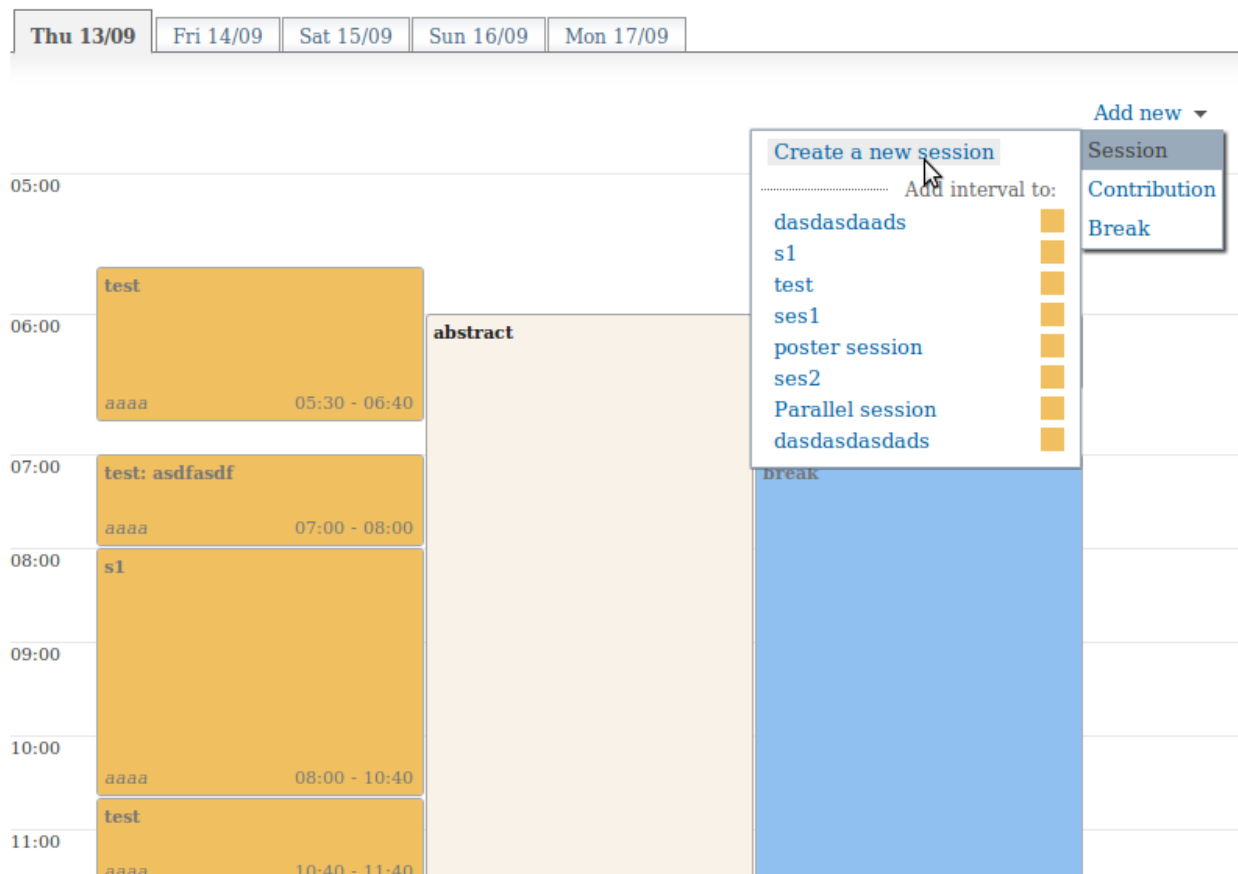 Thu 13/09 Fri 14/09 Sat 15/09 Sun 16/09 Mon 17/09
Add new
Create a new session
Add interval to:
dasdasdaads
s1
test
ses1
poster session
ses2
Parallel session
dasdasdasdads
Session
Contribution
Break
05:00
06:00
07:00
08:00
09:00
10:00
11:00
test
aaaa 05:30 - 06:40
test: asdfasdf
aaaa 07:00 - 08:00
s1
aaaa 08:00 - 10:40
test
aaaa 10:40 - 11:40
abstract
break